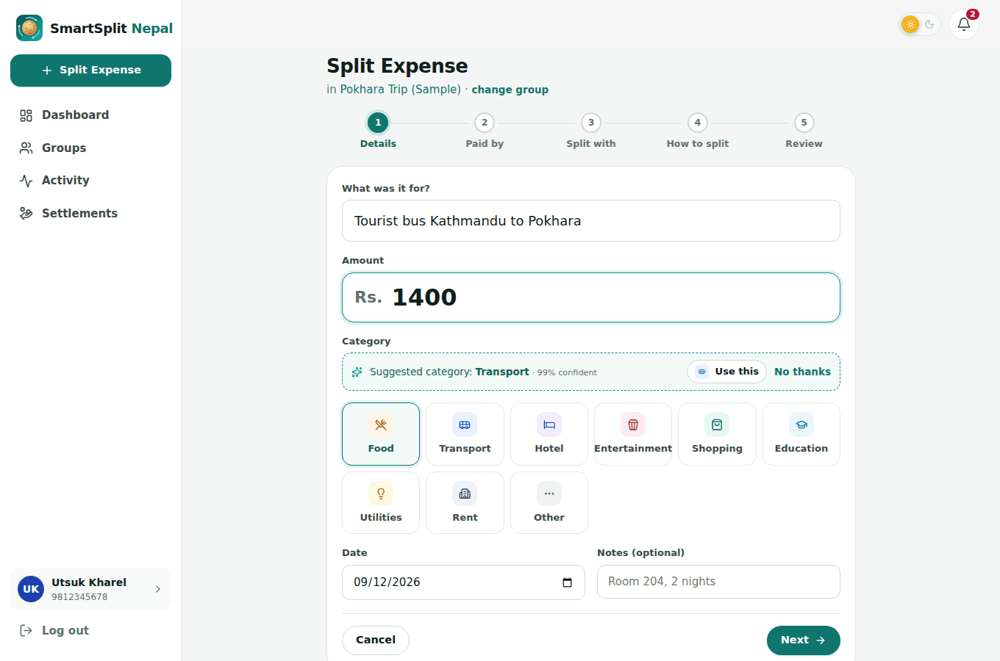 SmartSplit Nepal
2
Split Expense
Dashboard
Groups
Activity
Settlements
UK
Utsuk Kharel
9812345678
Log out
Split Expense
in Pokhara Trip (Sample) · change group
1 2 3 4 5
Details Paid by Split with How to split Review
What was it for?
Tourist bus Kathmandu to Pokhara
Amount
Rs. 1400
Category
Suggested category: Transport · 99% confident Use this No thanks
Food Transport Hotel Entertainment Shopping Education
Utilities Rent Other
Date Notes (optional)
09/12/2026 Room 204, 2 nights
Cancel Next